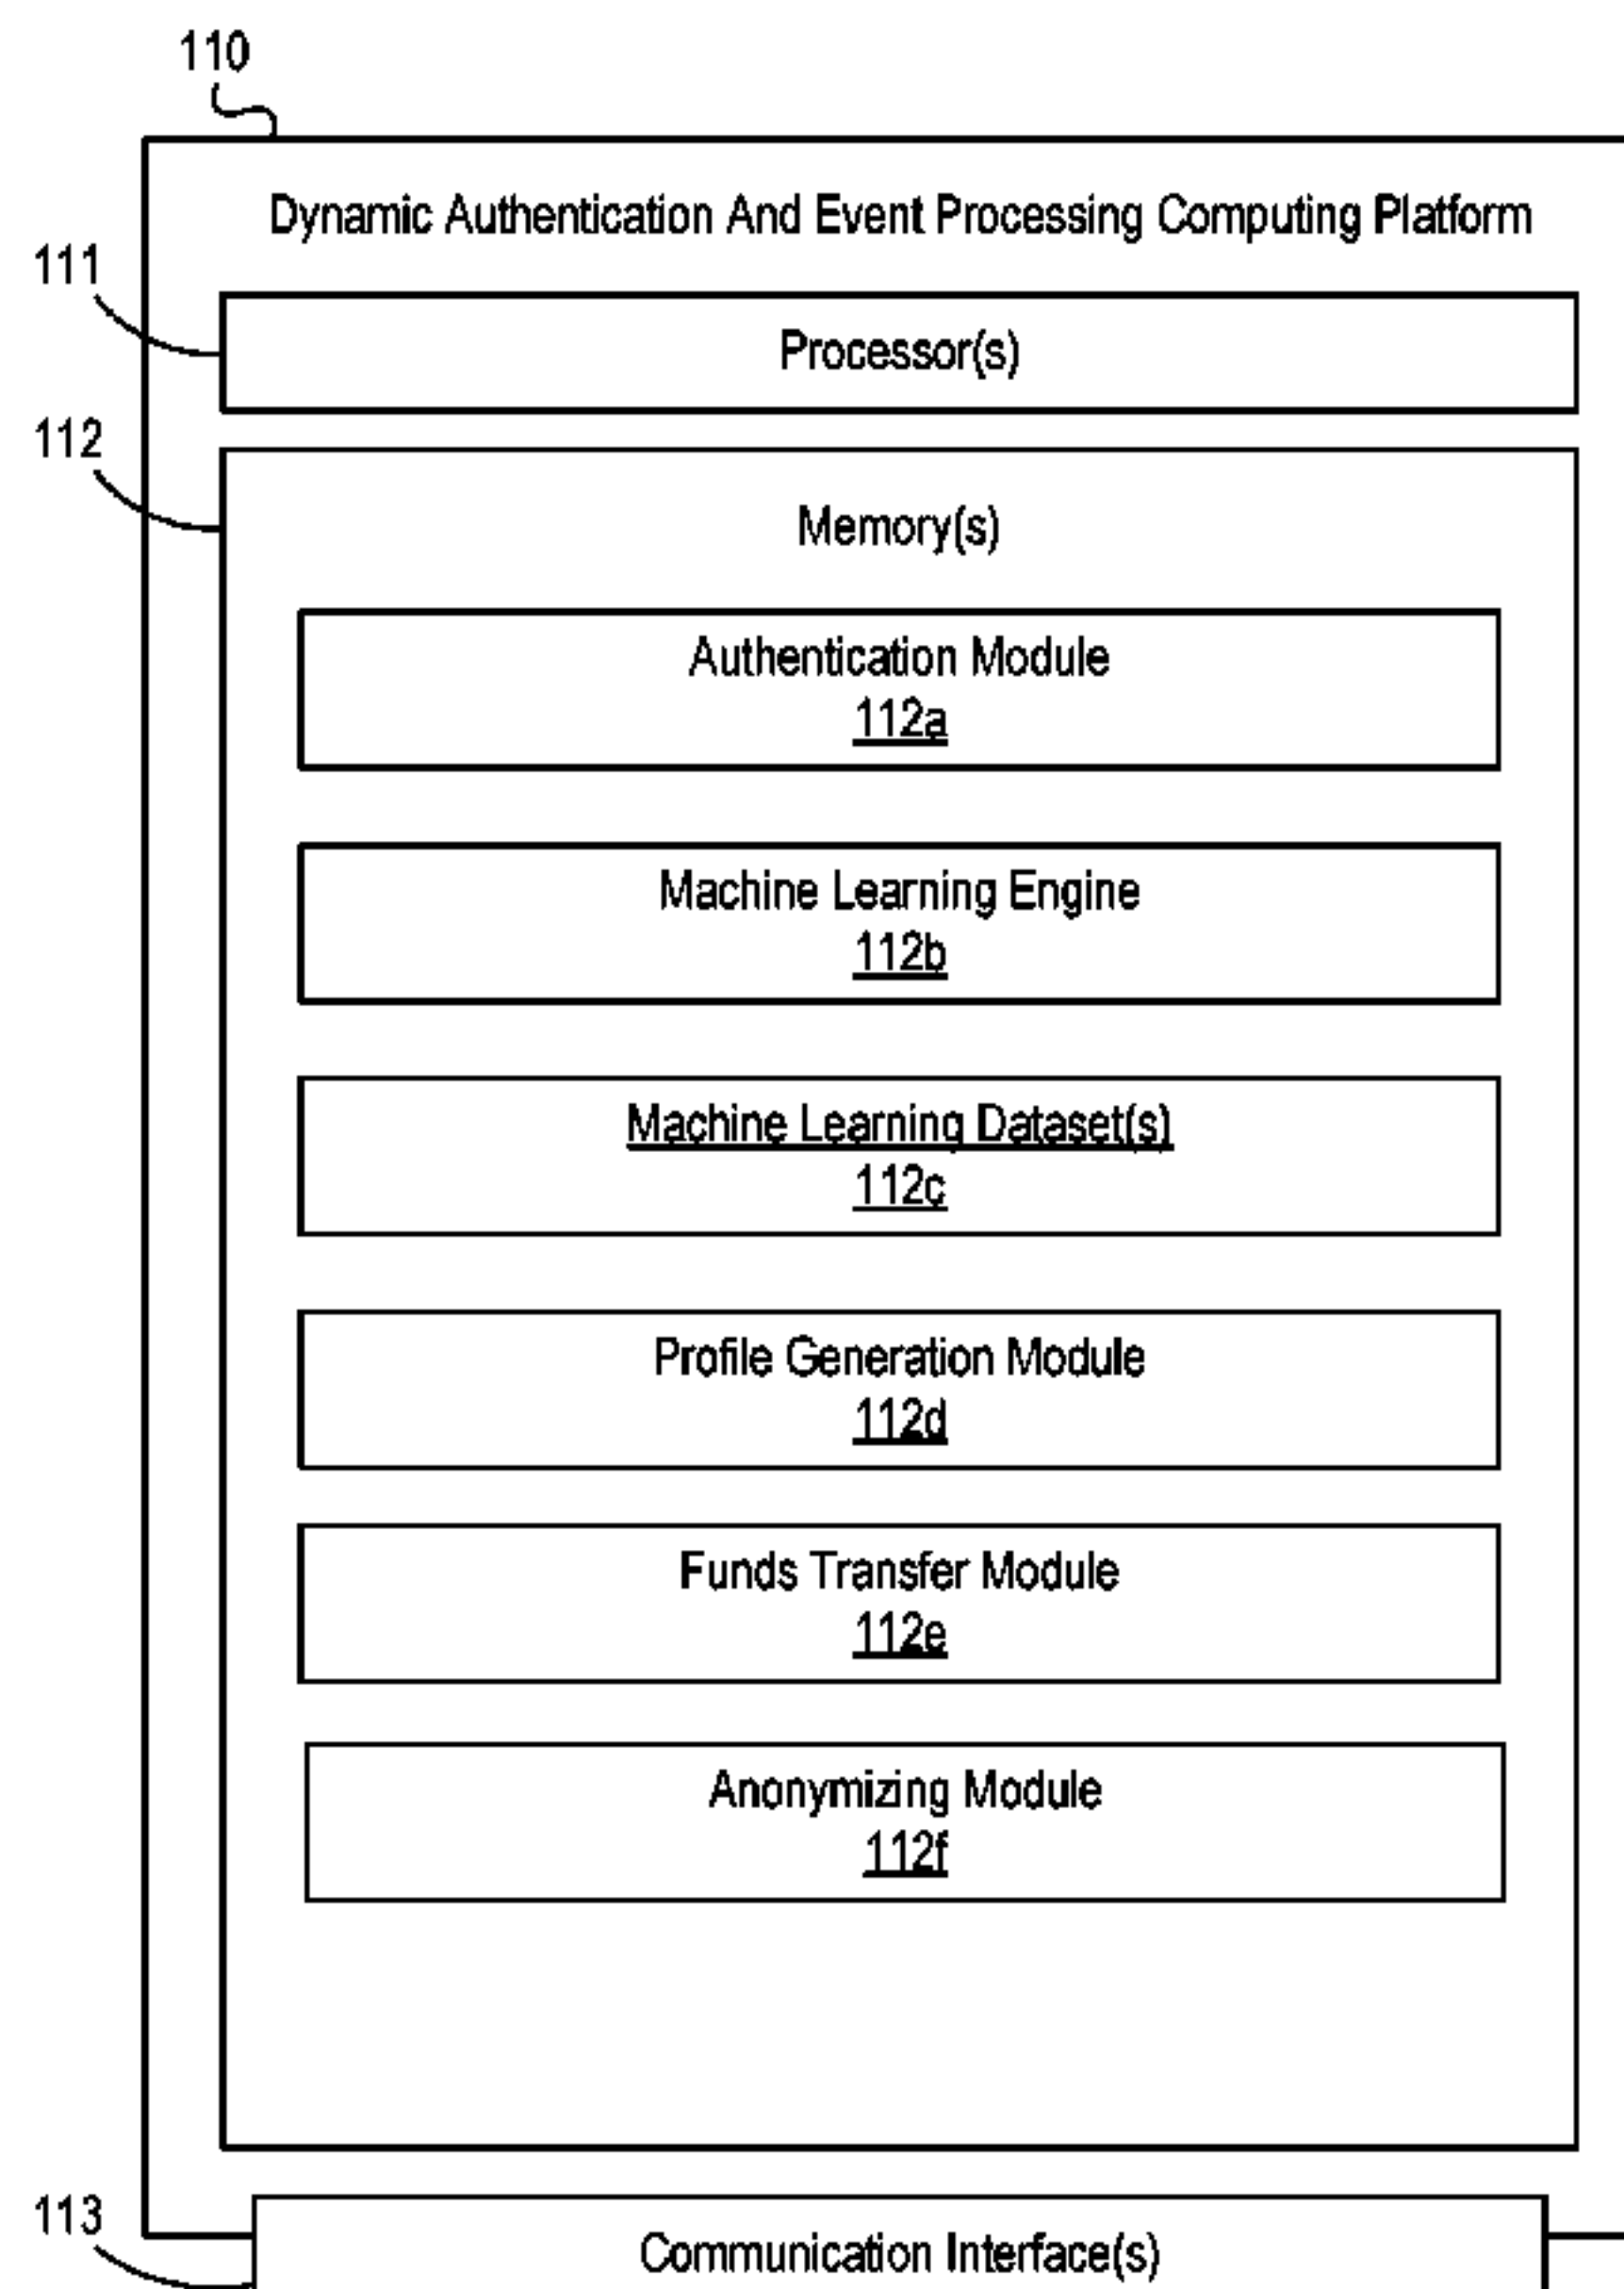 110
Dynamic Authentication And Event Processing Computing Platform
111
Processor(s)
112
Memory(s)
Authentication Module
112a
Machine Learning Engine
112b
Machine Learning Dataset(s)
112c
Profile Generation Module
112d
Funds Transfer Module
112e
Anonymizing Module
112f
113
Communication Interface(s)